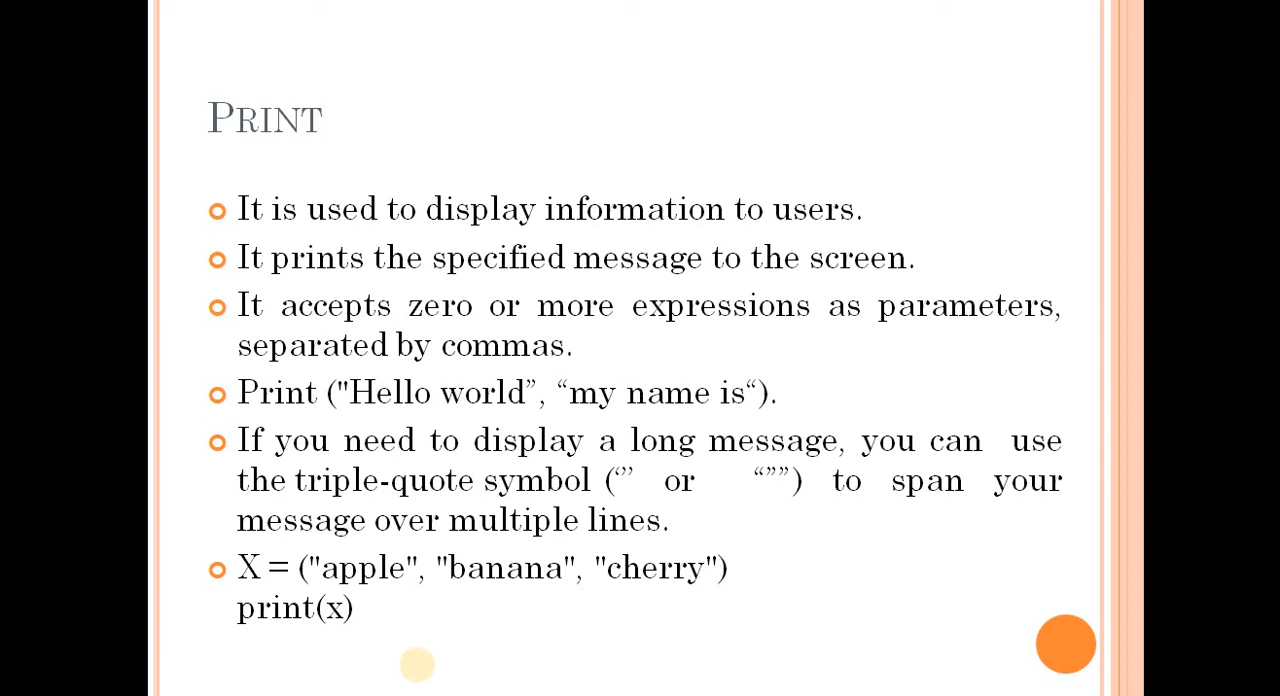 PRINT
It is used to display information to users.
It prints the specified message to the screen.
It accepts zero or more expressions as parameters,
separated by commas.
Print ("Hello world”, “my name is“).
If you need to display a long message, you can use
the triple-quote symbol (‘’’ or “””) to span your
message over multiple lines.
X = ("apple", "banana", "cherry")
print(x)